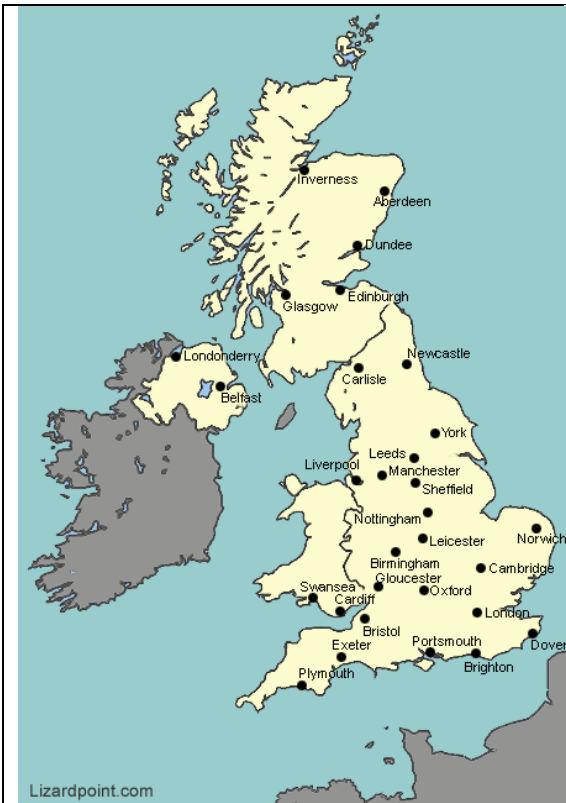 Inverness
Aberdeen
Dundee
Edinburgh
Glasgow
Londonderry
Belfast
Newcastle
Carlisle
York
Leeds
Liverpool
Manchester
Sheffield
Nottingham
Norwich
Leicester
Birmingham
Cambridge
Gloucester
Swansea
Oxford
Cardiff
London
Bristol
Dover
Exeter
Portsmouth
Brighton
Plymouth
Lizardpoint.com